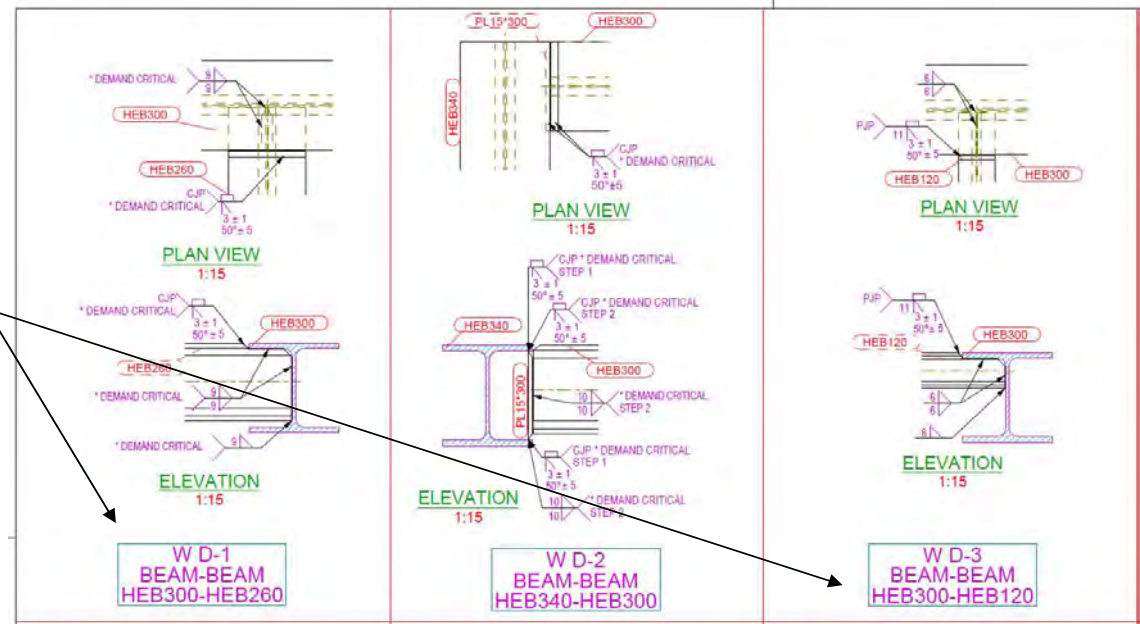 * DEMAND CRITICAL
HEB300
HEB260
CJP
* DEMAND CRITICAL
3 ± 1
50°± 5
PLAN VIEW
1:15
CJP
* DEMAND CRITICAL
3 ± 1
50° ± 5
HEB300
HEB260
* DEMAND CRITICAL
9
9
* DEMAND CRITICAL
9
ELEVATION
1:15
W D-1
BEAM-BEAM
HEB300-HEB260
PL15*300
HEB300
HEB340
CJP
* DEMAND CRITICAL
3 ± 1
50°±5
PLAN VIEW
1:15
CJP * DEMAND CRITICAL
STEP 1
3 ± 1
50°± 5
CJP * DEMAND CRITICAL
STEP 2
3 ± 1
50°± 5
HEB340
HEB300
PL15*300
10
10
* DEMAND CRITICAL
STEP 2
CJP * DEMAND CRITICAL
STEP 1
3 ± 1
50°± 5
10
10
* DEMAND CRITICAL
STEP 2
ELEVATION
1:15
W D-2
BEAM-BEAM
HEB340-HEB300
6
6
PJP
11
3 ± 1
50°± 5
HEB120
HEB300
PLAN VIEW
1:15
PJP
11
3 ± 1
50°± 5
HEB120
HEB300
6
6
6
ELEVATION
1:15
W D-3
BEAM-BEAM
HEB300-HEB120